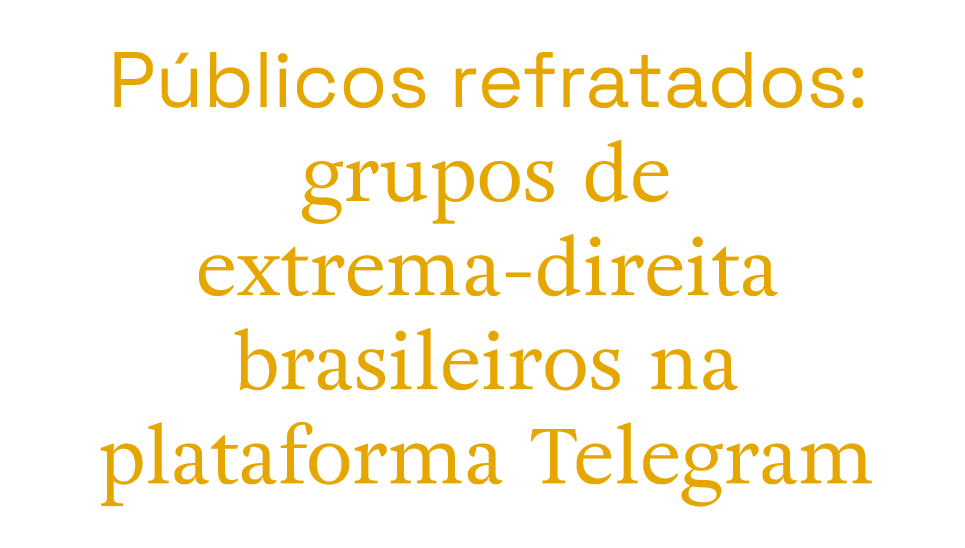 Públicos refratados:
grupos de
extrema-direita
brasileiros na
plataforma Telegram